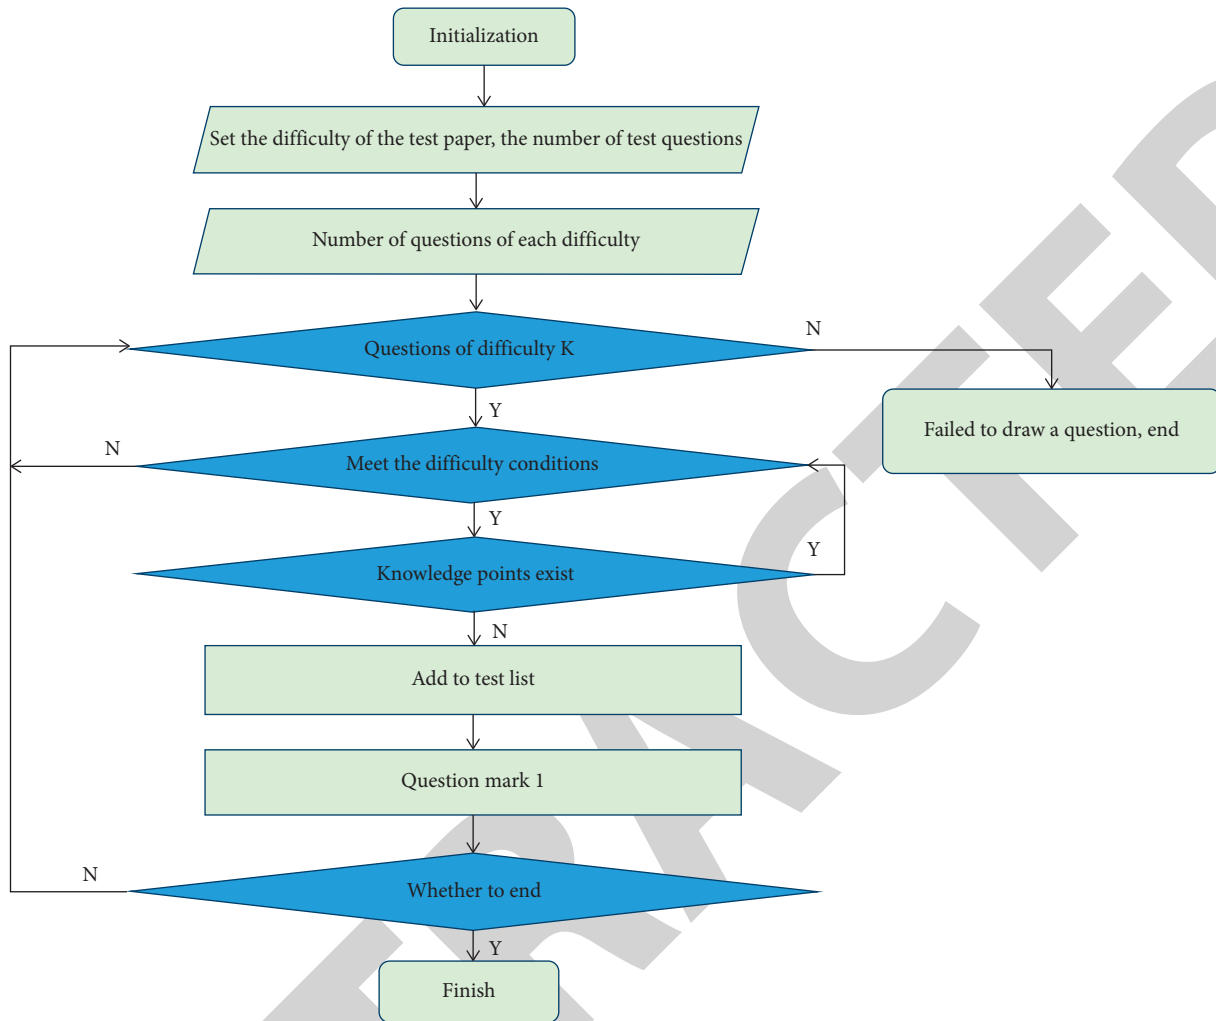 Initialization
Set the difficulty of the test paper, the number of test questions
Number of questions of each difficulty
Questions of difficulty K
N
Y
Failed to draw a question, end
N
Meet the difficulty conditions
Y
Knowledge points exist
Y
N
Add to test list
Question mark 1
N
Whether to end
Y
Finish
TRACTED